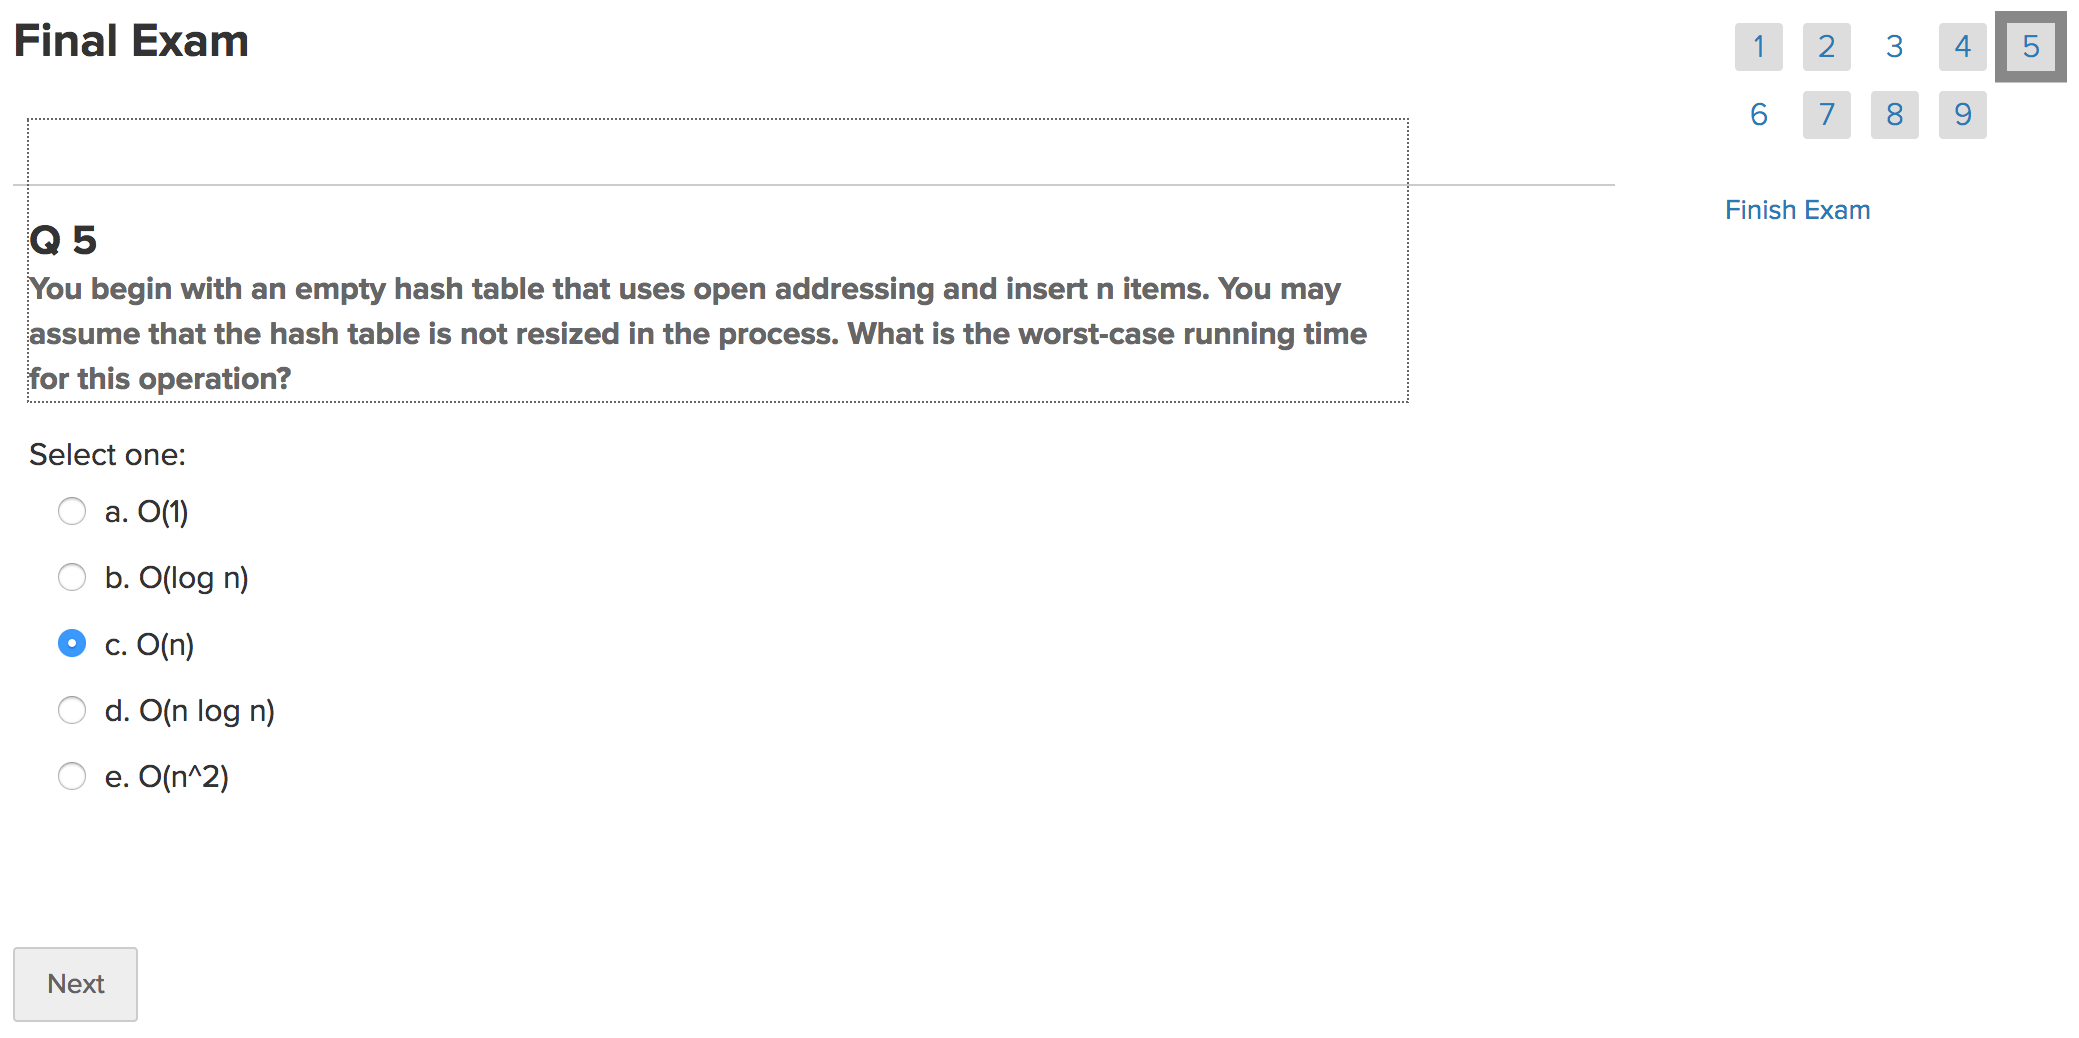 Final Exam
1 2 3 4 5
6 7 8 9
Finish Exam
Q 5
You begin with an empty hash table that uses open addressing and insert n items. You may
assume that the hash table is not resized in the process. What is the worst-case running time
for this operation?
Select one:
a. O(1)
b. O(log n)
c. O(n)
d. O(n log n)
e. O(n^2)
Next